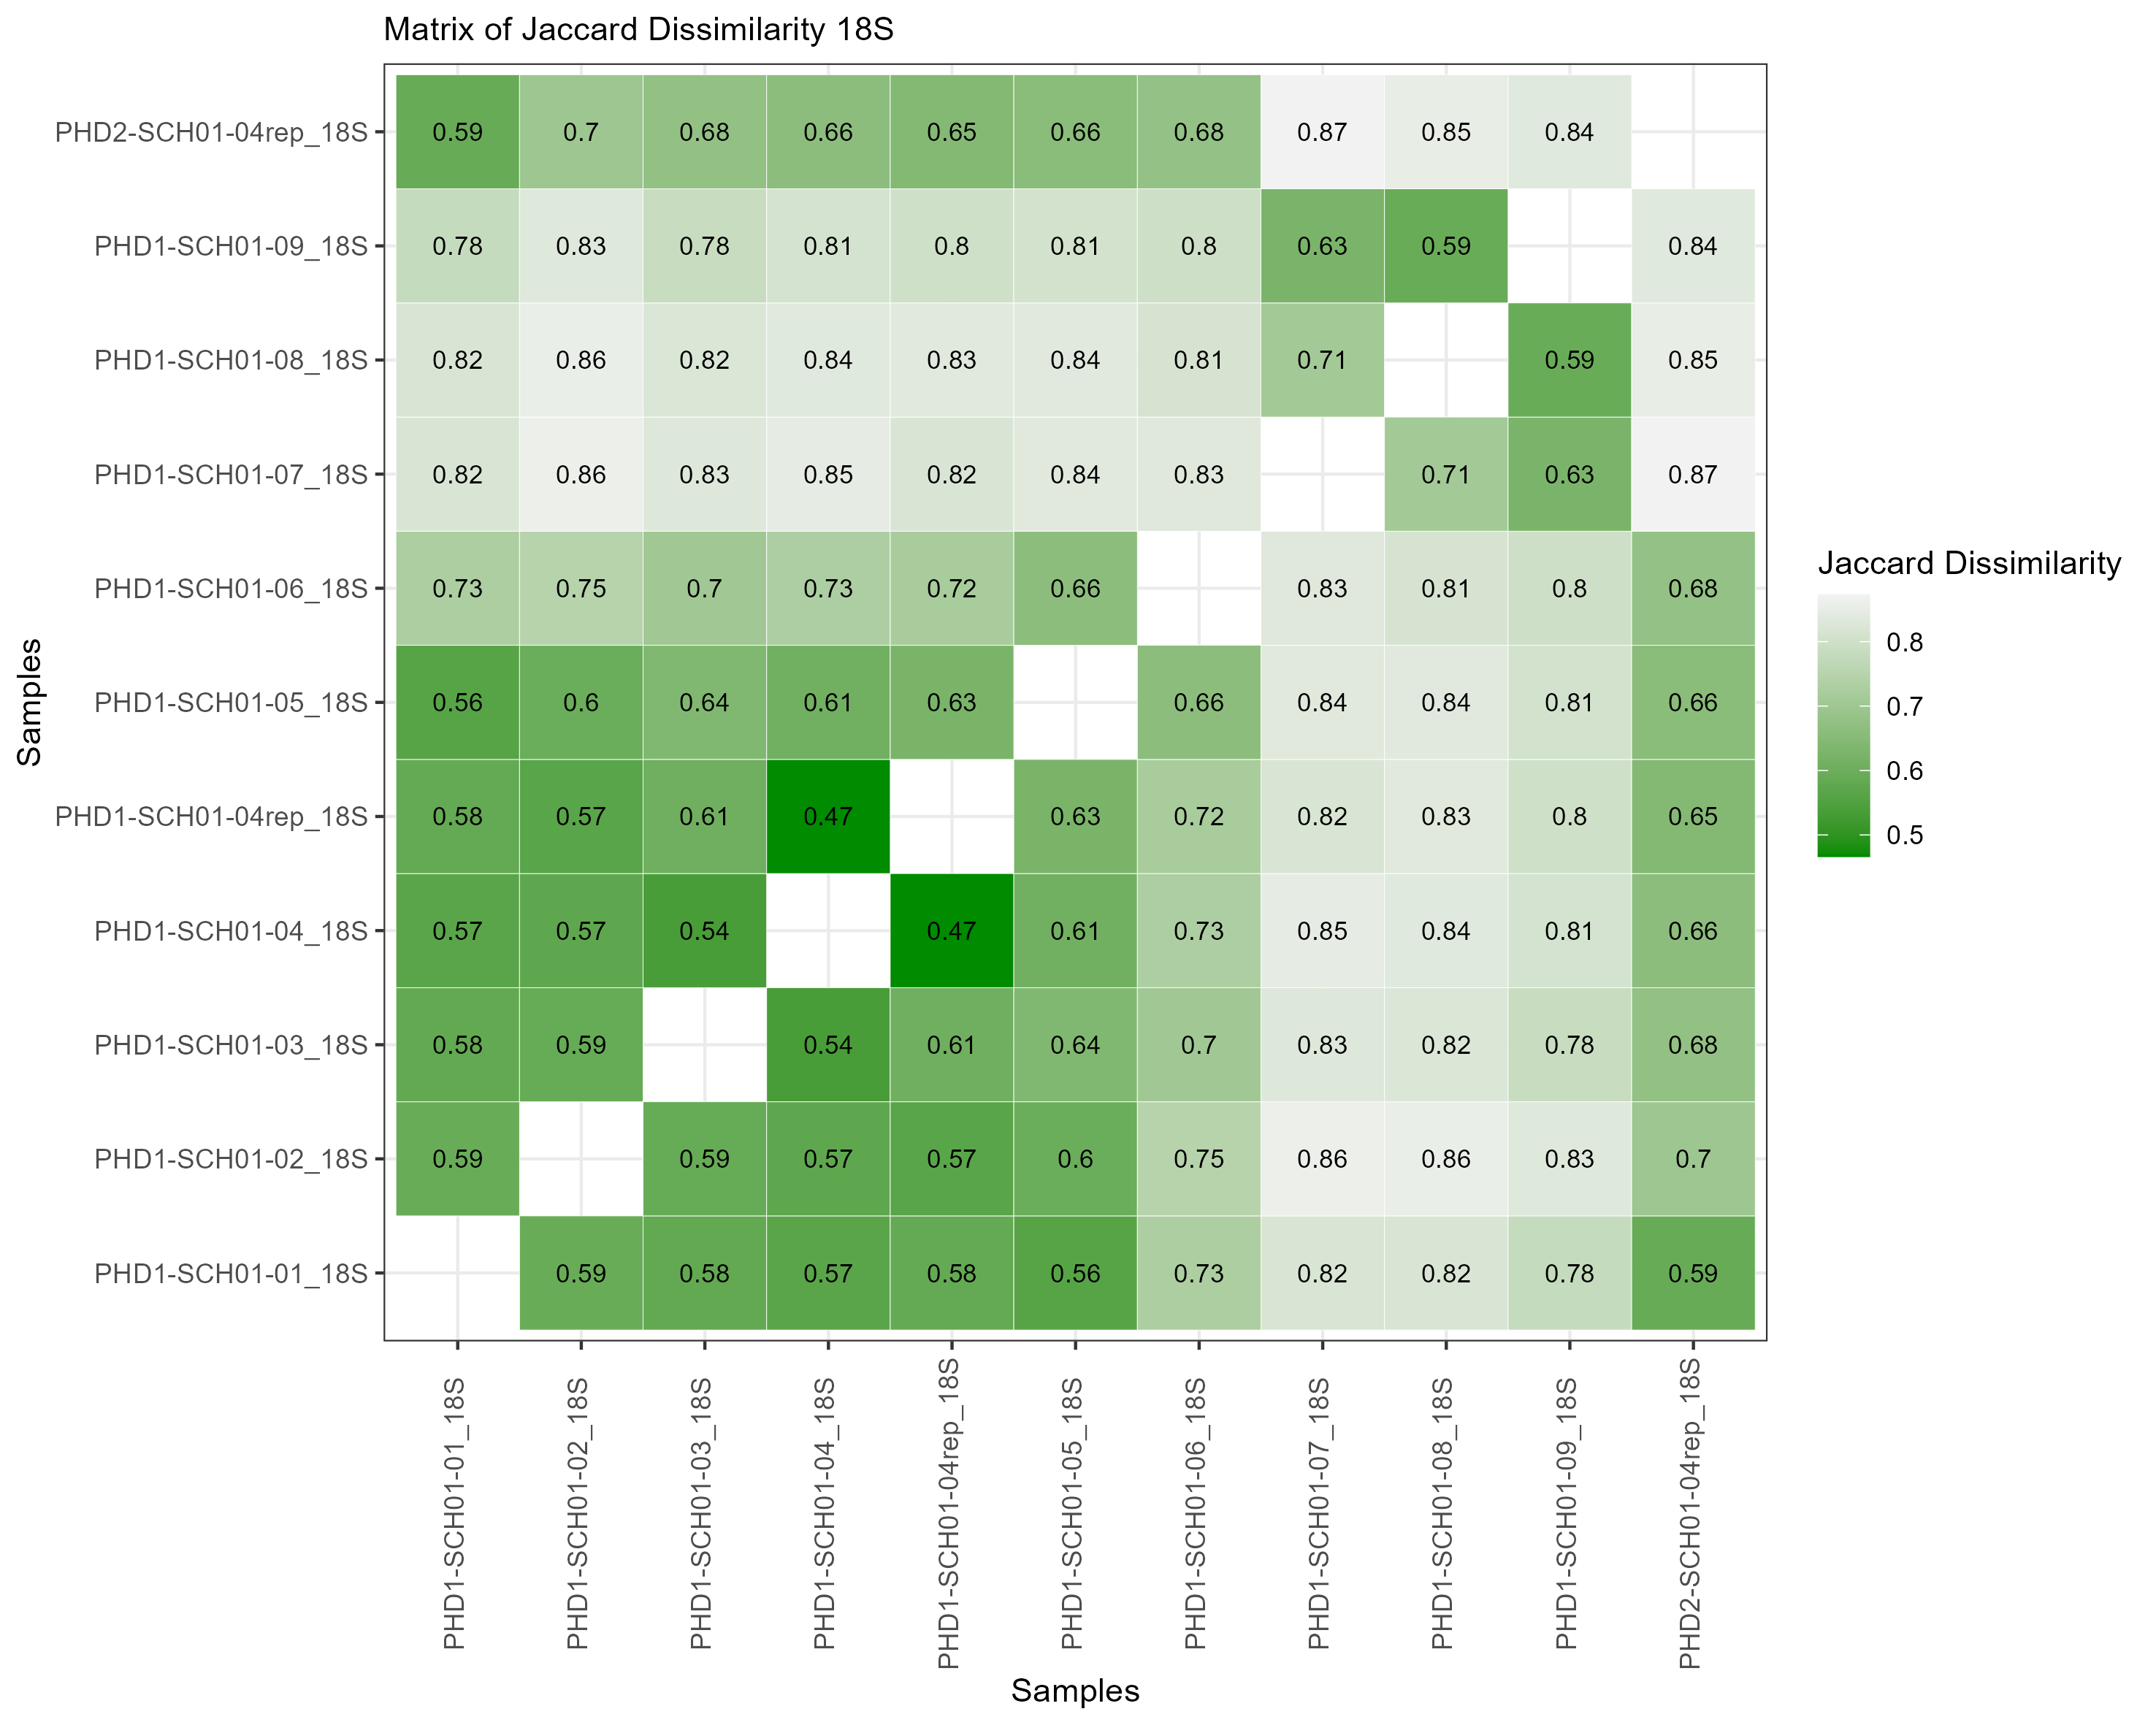 Matrix of Jaccard Dissimilarity 18S
PHD2-SCH01-04rep_18S 0.59 0.7 0.68 0.66 0.65 0.66 0.68 0.87 0.85 0.84
PHD1-SCH01-09_18S 0.78 0.83 0.78 0.81 0.8 0.81 0.8 0.63 0.59 0.84
PHD1-SCH01-08_18S 0.82 0.86 0.82 0.84 0.83 0.84 0.81 0.71 0.59 0.85
PHD1-SCH01-07_18S 0.82 0.86 0.83 0.85 0.82 0.84 0.83 0.71 0.63 0.87
PHD1-SCH01-06_18S 0.73 0.75 0.7 0.73 0.72 0.66 0.83 0.81 0.8 0.68
PHD1-SCH01-05_18S 0.56 0.6 0.64 0.61 0.63 0.66 0.84 0.84 0.81 0.66
PHD1-SCH01-04rep_18S 0.58 0.57 0.61 0.47 0.63 0.72 0.82 0.83 0.8 0.65
PHD1-SCH01-04_18S 0.57 0.57 0.54 0.47 0.61 0.73 0.85 0.84 0.81 0.66
PHD1-SCH01-03_18S 0.58 0.59 0.54 0.61 0.64 0.7 0.83 0.82 0.78 0.68
PHD1-SCH01-02_18S 0.59 0.59 0.57 0.57 0.6 0.75 0.86 0.86 0.83 0.7
PHD1-SCH01-01_18S 0.59 0.58 0.57 0.58 0.56 0.73 0.82 0.82 0.78 0.59
Samples
PHD1-SCH01-01_18S
PHD1-SCH01-02_18S
PHD1-SCH01-03_18S
PHD1-SCH01-04_18S
PHD1-SCH01-04rep_18S
PHD1-SCH01-05_18S
PHD1-SCH01-06_18S
PHD1-SCH01-07_18S
PHD1-SCH01-08_18S
PHD1-SCH01-09_18S
PHD2-SCH01-04rep_18S
Samples
Jaccard Dissimilarity
0.8
0.7
0.6
0.5